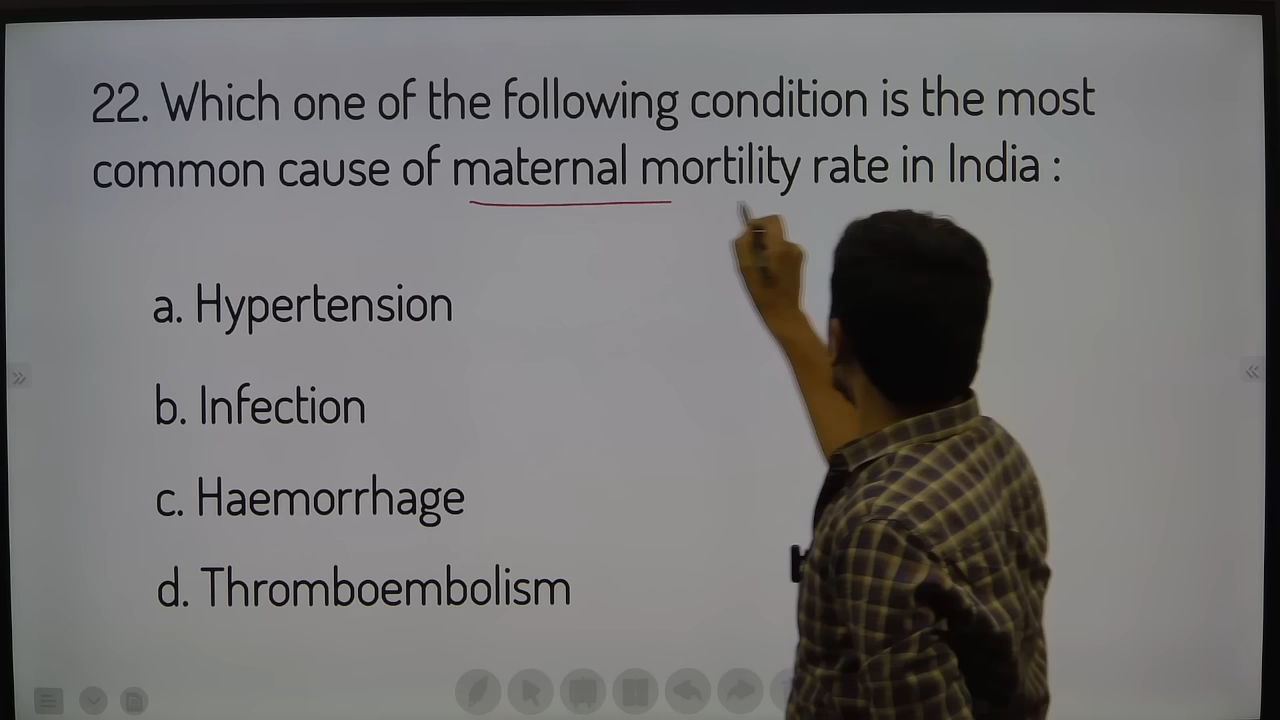 22. Which one of the following condition is the most
common cause of maternal mortility rate in India :
a. Hypertension
b. Infection
c. Haemorrhage
d. Thromboembolism